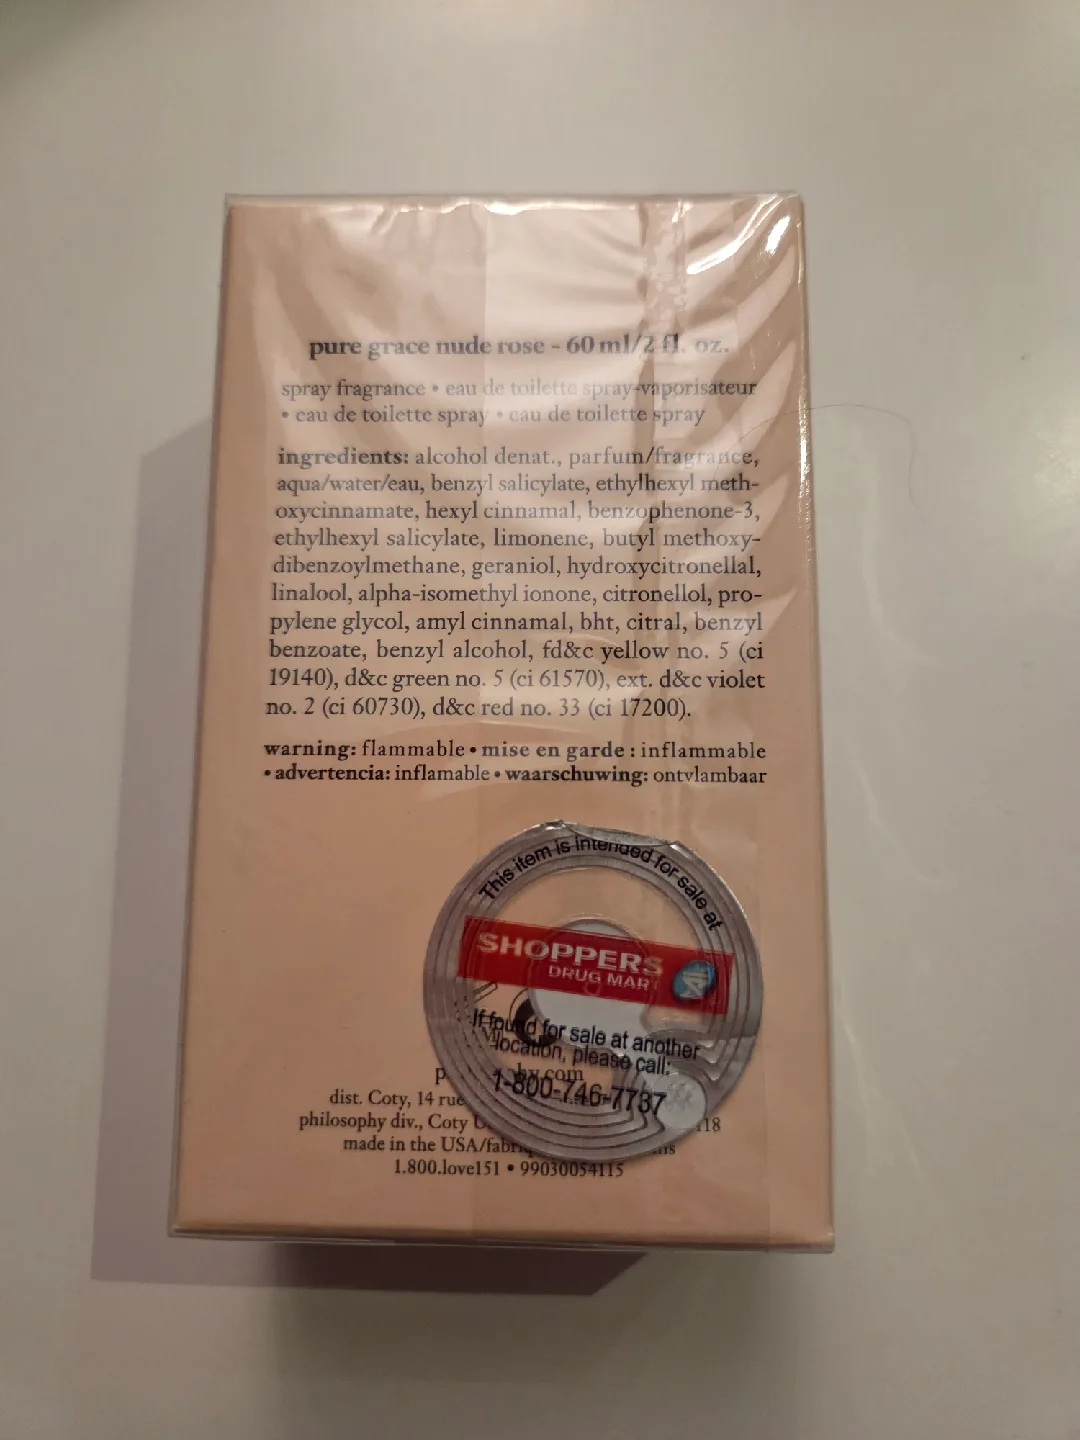 pure grace nude rose - 60 ml/2 fl. oz.
spray fragrance • eau de toilette spray-vaporisateur
• eau de toilette spray • eau de toilette spray
ingredients: alcohol denat., parfum/fragrance,
aqua/water/eau, benzyl salicylate, ethylhexyl meth-
oxycinnamate, hexyl cinnamal, benzophenone-3,
ethylhexyl salicylate, limonene, butyl methoxy-
dibenzoylmethane, geraniol, hydroxycitronellal,
linalool, alpha-isomethyl ionone, citronellol, pro-
pylene glycol, amyl cinnamal, bht, citral, benzyl
benzoate, benzyl alcohol, fd&c yellow no. 5 (ci
19140), d&c green no. 5 (ci 61570), ext. d&c violet
no. 2 (ci 60730), d&c red no. 33 (ci 17200).
warning: flammable • mise en garde : inflammable
• advertencia: inflamable • waarschuwing: ontvlambaar
This item is intended for sale at
SHOPPERS
DRUG MART
If found for sale at another
location, please call:
1-800-746-7737
dist. Coty, 14 rue
philosophy div., Coty
made in the USA
1.800.love151 • 99030054115